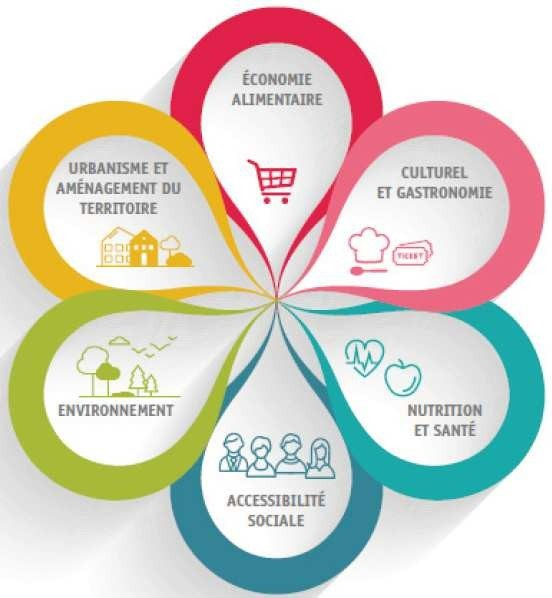 ÉCONOMIE
ALIMENTAIRE
CULTUREL
ET GASTRONOMIE
TICKET
NUTRITION
ET SANTÉ
ACCESSIBILITÉ
SOCIALE
ENVIRONNEMENT
URBANISME ET
AMÉNAGEMENT DU
TERRITOIRE